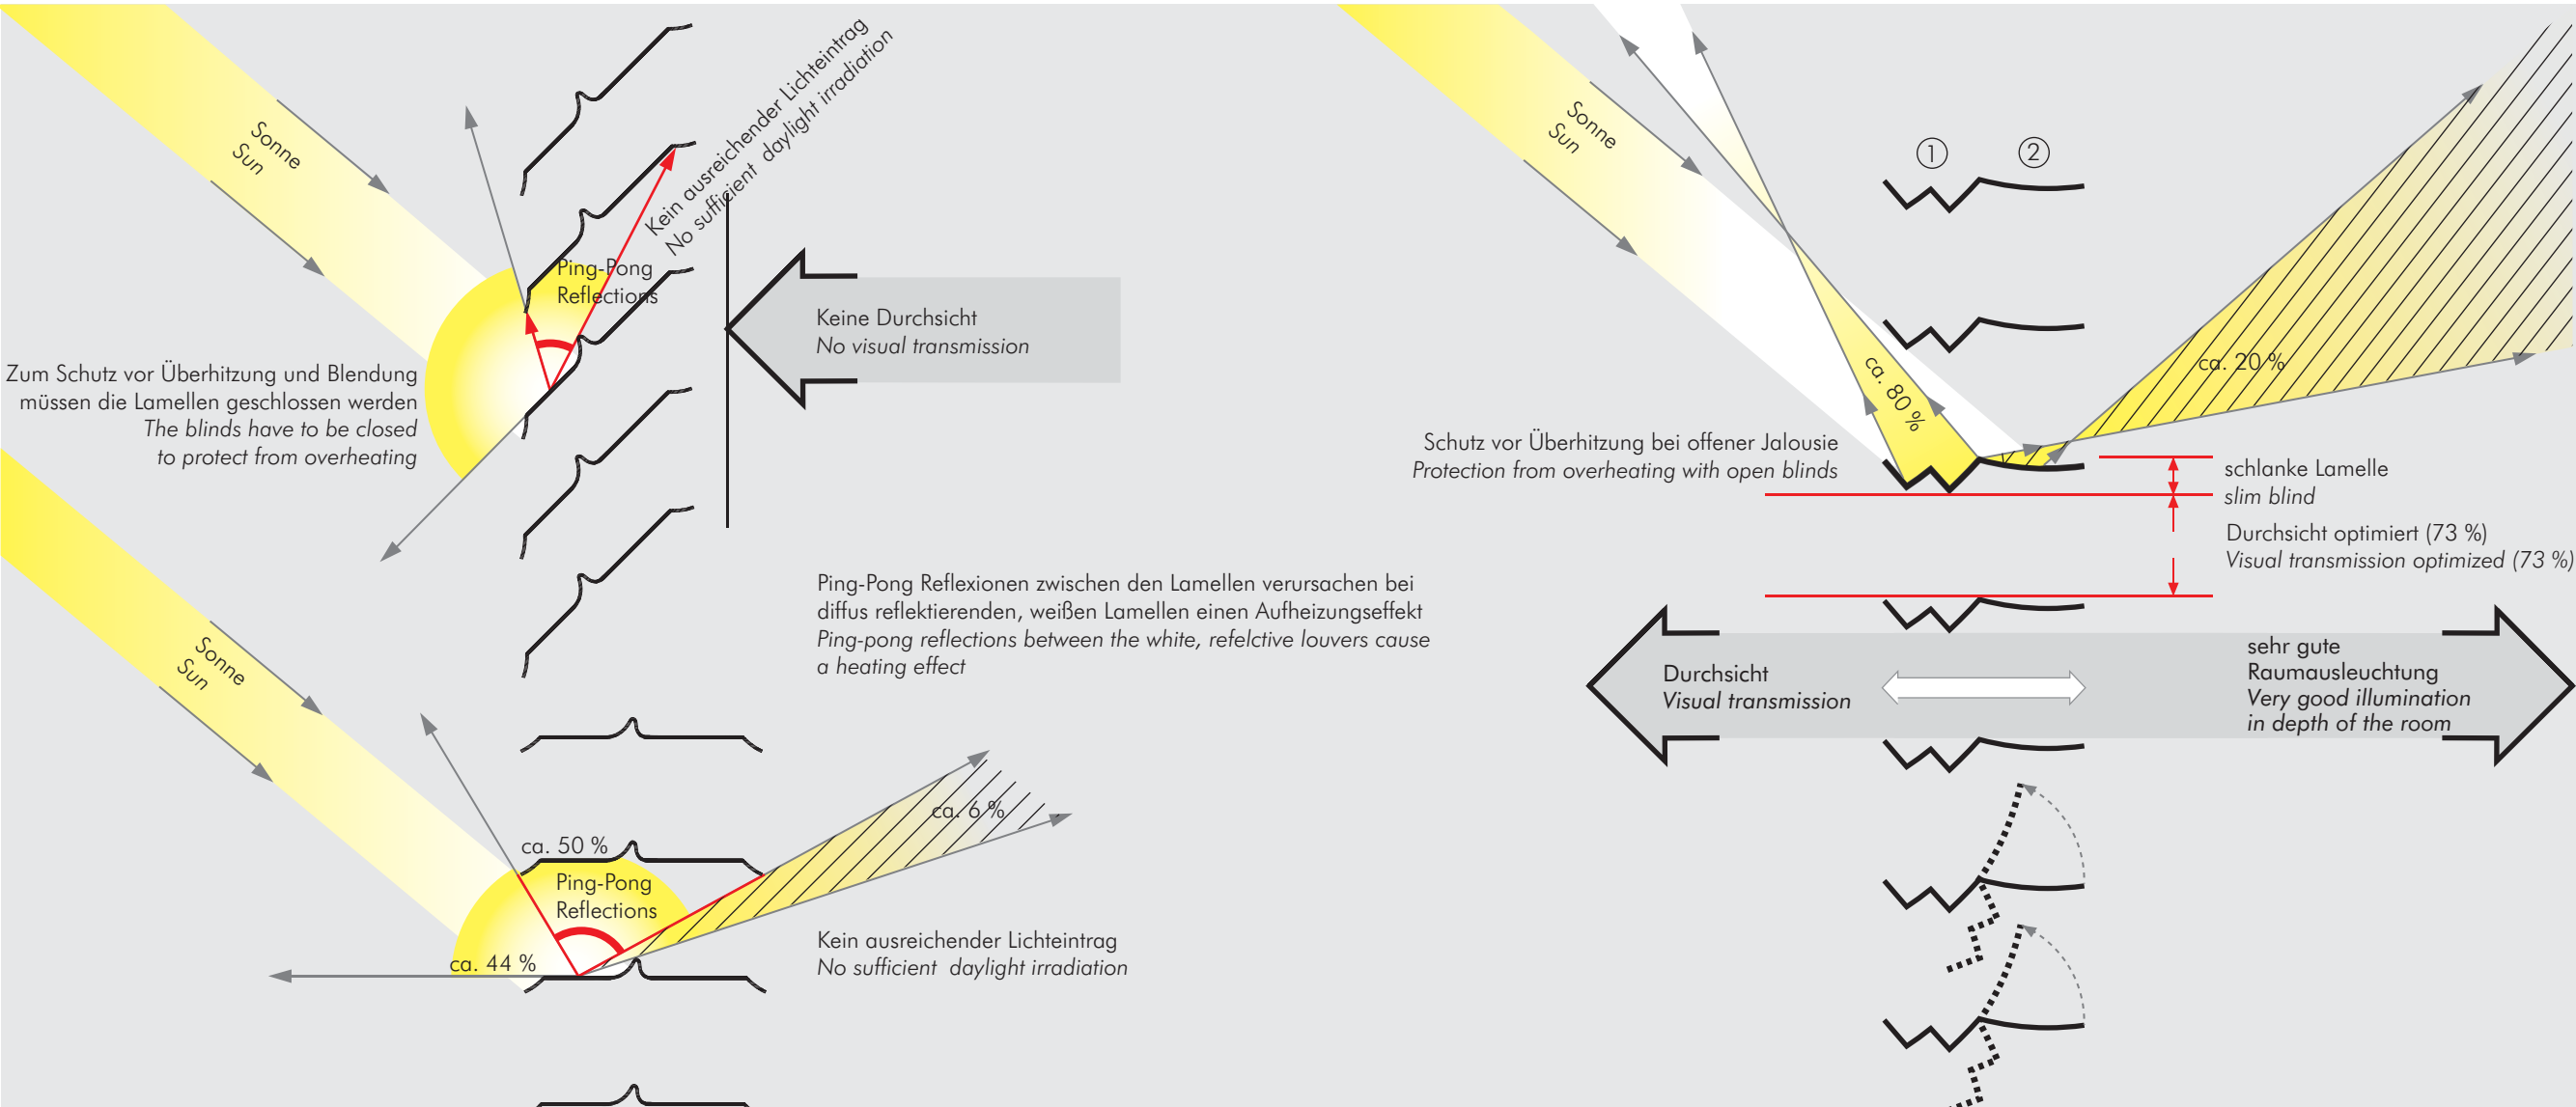 Sonne
Sun
Kein ausreichender Lichteintrag
No sufficient daylight irradiation
Ping-Pong
Reflections
Keine Durchsicht
No visual transmission
Zum Schutz vor Überhitzung und Blendung
müssen die Lamellen geschlossen werden
The blinds have to be closed
to protect from overheating
Ping-Pong Reflexionen zwischen den Lamellen verursachen bei
diffus reflektierenden, weißen Lamellen einen Aufheizungseffekt
Ping-pong reflections between the white, refelctive louvers cause
a heating effect
Sonne
Sun
ca. 50 %
Ping-Pong
Reflections
ca. 44 %
ca. 6 %
Kein ausreichender Lichteintrag
No sufficient daylight irradiation
Sonne
Sun
1
2
ca. 80 %
ca. 20 %
Schutz vor Überhitzung bei offener Jalousie
Protection from overheating with open blinds
schlanke Lamelle
slim blind
Durchsicht optimiert (73 %)
Visual transmission optimized (73 %)
Durchsicht
Visual transmission
sehr gute
Raumausleuchtung
Very good illumination
in depth of the room